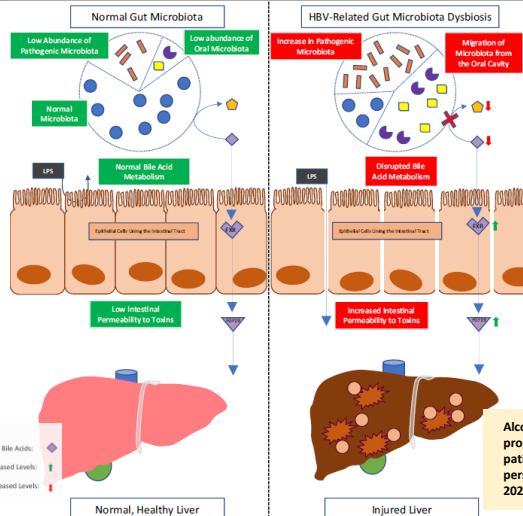 Normal Gut Microbiota
HBV-Related Gut Microbiota Dysbiosis
Low Abundance of
Pathogenic Microbiota
Low abundance of
Oral Microbiota
Normal
Microbiota
Increase in Pathogenic
Microbiota
Migration of
Microbiota from
the Oral Cavity
LPS
Normal Bile Acid
Metabolism
LPS
Disrupted Bile
Acid Metabolism
Epithelial Cells Lining the Intestinal Tract
FXR
Epithelial Cells Lining the Intestinal Tract
FXR
Low Intestinal
Permeability to Toxins
Increased Intestinal
Permeability to Toxins
Bile Acids:
ased Levels:
eased Levels:
Alco
prog
path
pers
202
Normal, Healthy Liver
Injured Liver